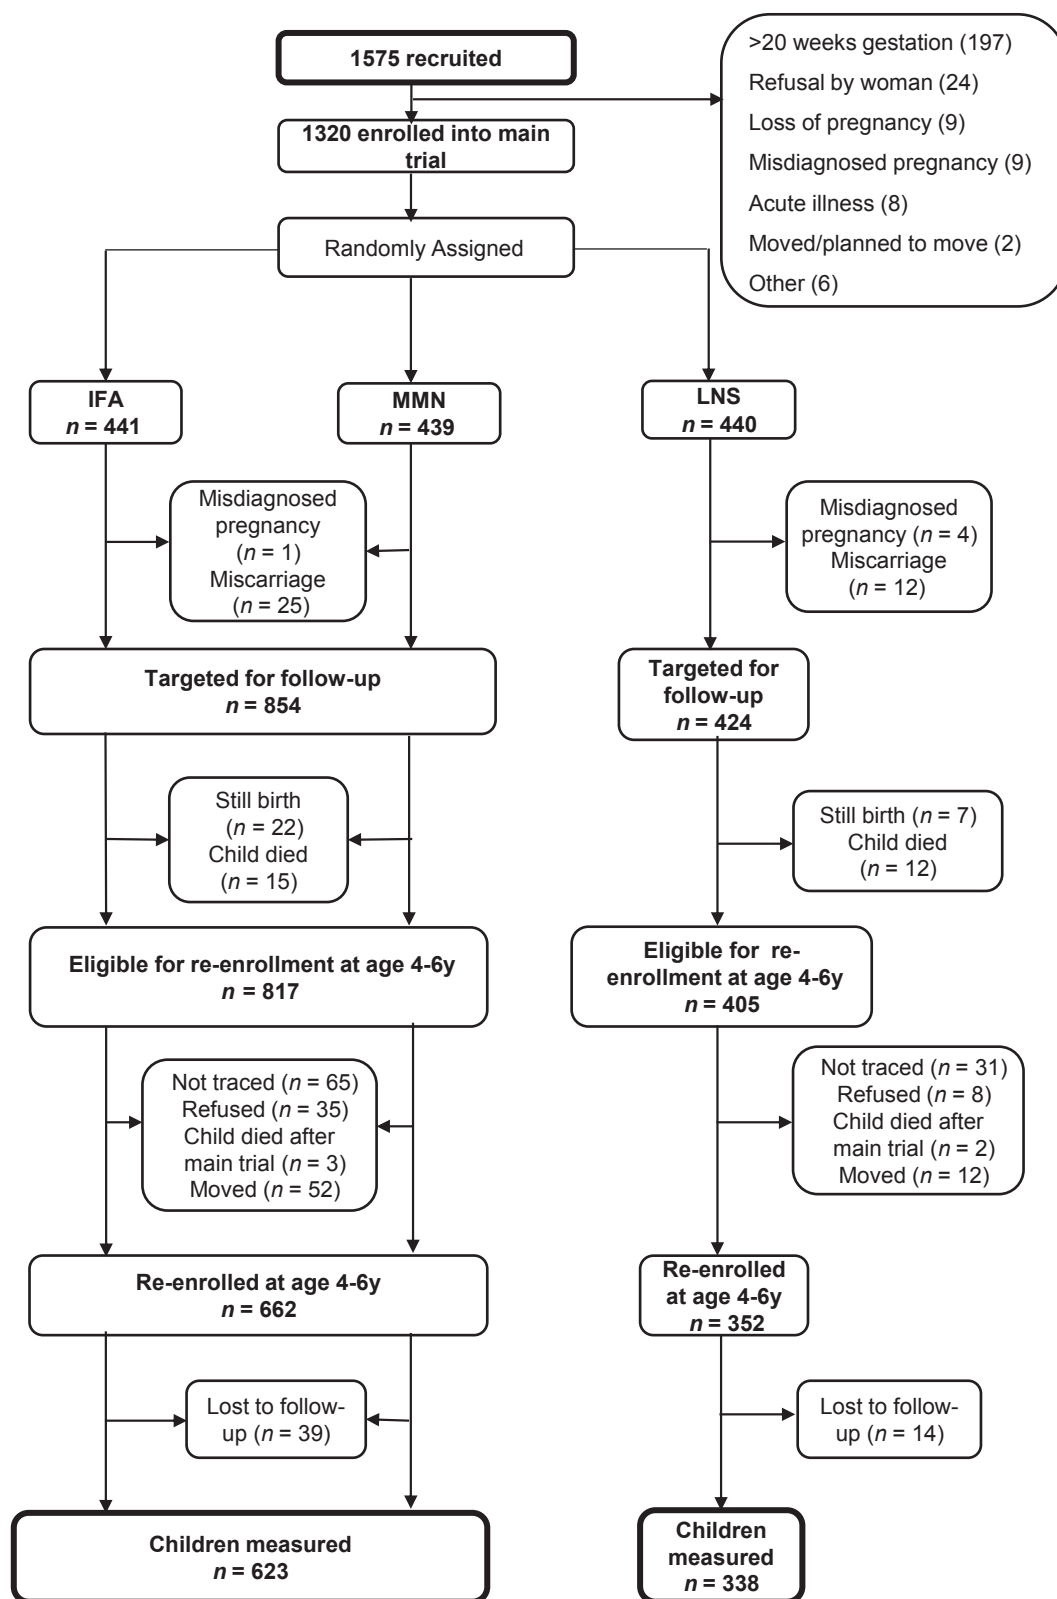 1575 recruited
>20 weeks gestation (197)
Refusal by woman (24)
Loss of pregnancy (9)
Misdiagnosed pregnancy (9)
Acute illness (8)
Moved/planned to move (2)
Other (6)
1320 enrolled into main
trial
Randomly Assigned
IFA
n = 441
MMN
n = 439
LNS
n = 440
Misdiagnosed
pregnancy
(n = 1)
Miscarriage
(n = 25)
Misdiagnosed
pregnancy (n = 4)
Miscarriage
(n = 12)
Targeted for follow-up
n = 854
Targeted for
follow-up
n = 424
Still birth
(n = 22)
Child died
(n = 15)
Still birth (n = 7)
Child died
(n = 12)
Eligible for re-enrollment at age 4-6y
n = 817
Eligible for re-
enrollment at age 4-6y
n = 405
Not traced (n = 65)
Refused (n = 35)
Child died after
main trial (n = 3)
Moved (n = 52)
Not traced (n = 31)
Refused (n = 8)
Child died after
main trial (n = 2)
Moved (n = 12)
Re-enrolled at age 4-6y
n = 662
Re-enrolled
at age 4-6y
n = 352
Lost to follow-
up (n = 39)
Lost to follow-
up (n = 14)
Children measured
n = 623
Children
measured
n = 338